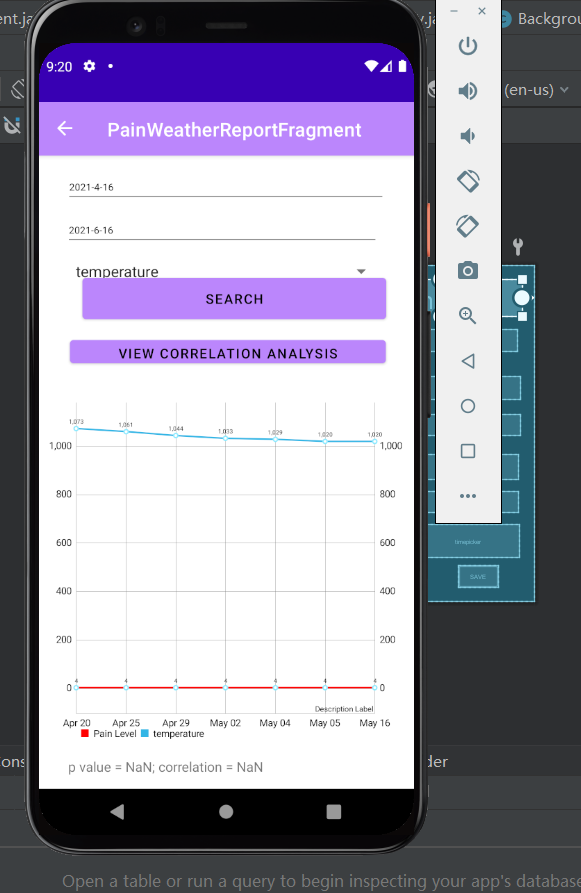 ent.ja
y.ja
Backgrou
9:20
(en-us)
PainWeatherReportFragment
2021-4-16
2021-6-16
temperature
SEARCH
VIEW CORRELATION ANALYSIS
1,073 1,061 1,044 1,033 1,029 1,020 1,020
1,000 1,000
800 800
600 600
400 400
200 200
4 4 4 4 4 4 4
0 0
Description Label
Apr 20 Apr 25 Apr 29 May 02 May 04 May 05 May 16
Pain Level temperature
p value = NaN; correlation = NaN
timepicker
SAVE
Cons
der
Open a table or run a query to begin inspecting your app's database